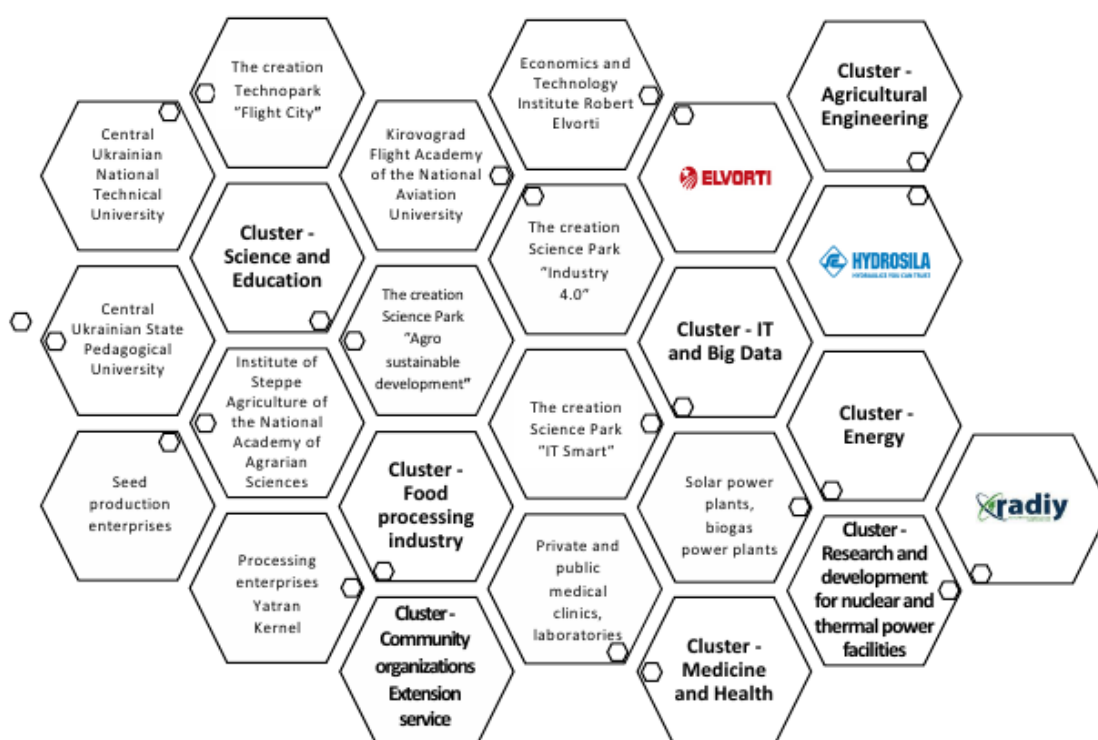 The creation
Technopark
"Flight City"
Economics and
Technology
Institute Robert
Elvorti
Cluster -
Agricultural
Engineering
Central
Ukrainian
National
Technical
University
Kirovograd
Flight Academy
of the National
Aviation
University
ELVORTI
Cluster -
Science and
Education
The creation
Science Park
"Industry
4.0"
HYDROSILA
HYDRAULICS YOU CAN TRUST
Central
Ukrainian State
Pedagogical
University
The creation
Science Park
"Agro
sustainable
development"
Cluster - IT
and Big Data
Institute of
Steppe
Agriculture of
the National
Academy of
Agrarian
Sciences
The creation
Science Park
"IT Smart"
Cluster -
Energy
Seed
production
enterprises
Cluster -
Food
processing
industry
Solar power
plants,
biogas
power plants
radiy
Processing
enterprises
Yatran
Kernel
Private and
public
medical
clinics,
laboratories
Cluster -
Research and
development
for nuclear and
thermal power
facilities
Cluster -
Community
organizations
Extension
service
Cluster -
Medicine
and Health